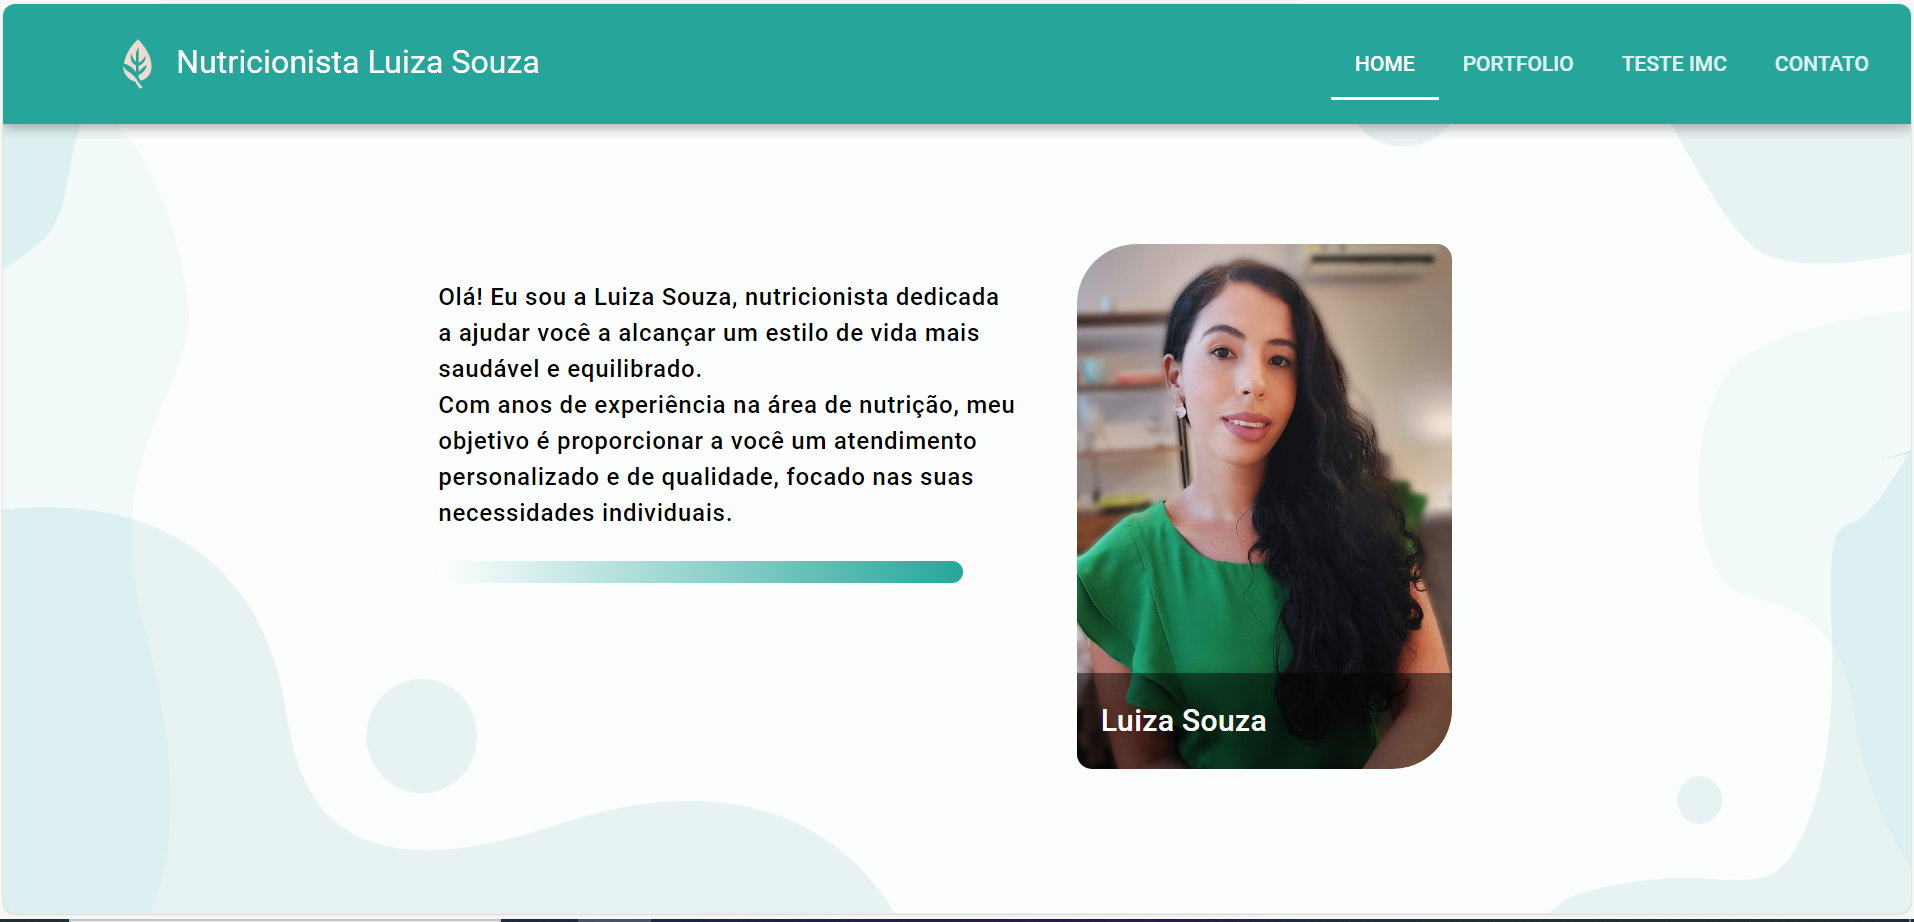 Nutricionista Luiza Souza
HOME
PORTFOLIO
TESTE IMC
CONTATO
Olá! Eu sou a Luiza Souza, nutricionista dedicada
a ajudar você a alcançar um estilo de vida mais
saudável e equilibrado.
Com anos de experiência na área de nutrição, meu
objetivo é proporcionar a você um atendimento
personalizado e de qualidade, focado nas suas
necessidades individuais.
Luiza Souza